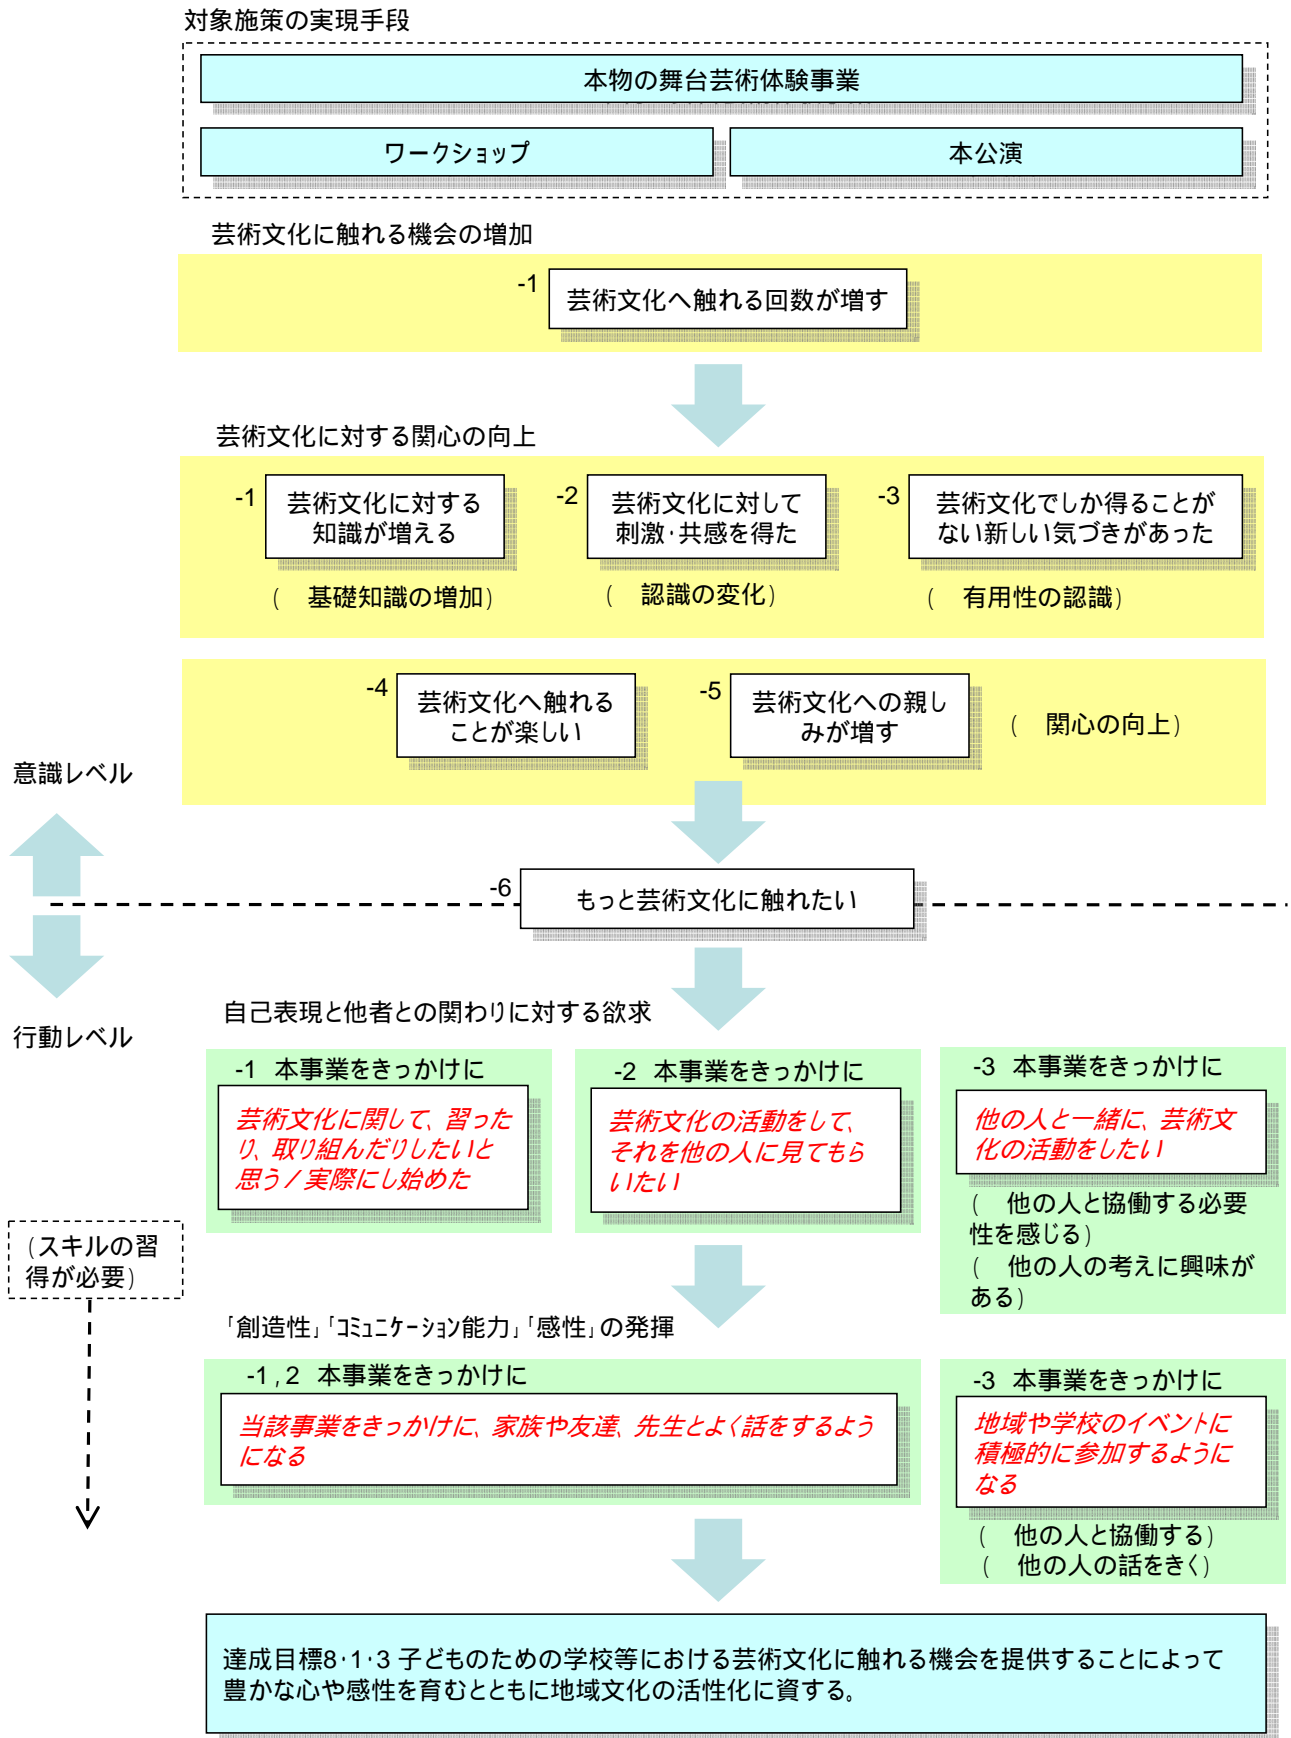 対象施策の実現手段
本物の舞台芸術体験事業
ワークショップ
本公演
芸術文化に触れる機会の増加
-1
芸術文化へ触れる回数が増す
芸術文化に対する関心の向上
-1
芸術文化に対する
知識が増える
( 基礎知識の増加)
-2
芸術文化に対して
刺激・共感を得た
( 認識の変化)
-3
芸術文化でしか得ることが
ない新しい気づきがあった
( 有用性の認識)
-4
芸術文化へ触れる
ことが楽しい
-5
芸術文化への親し
みが増す
( 関心の向上)
意識レベル
-6
もっと芸術文化に触れたい
行動レベル
自己表現と他者との関わりに対する欲求
-1 本事業をきっかけに
芸術文化に関して、習った
り、取り組んだりしたいと
思う／実際にし始めた
-2 本事業をきっかけに
芸術文化の活動をして、
それを他の人に見てもら
いたい
-3 本事業をきっかけに
他の人と一緒に、芸術文
化の活動をしたい
( 他の人と協働する必要
性を感じる)
( 他の人の考えに興味が
ある)
(スキルの習
得が必要)
「創造性」「コミュニケーション能力」「感性」の発揮
-1,2 本事業をきっかけに
当該事業をきっかけに、家族や友達、先生とよく話をするよう
になる
-3 本事業をきっかけに
地域や学校のイベントに
積極的に参加するように
なる
( 他の人と協働する)
( 他の人の話をきく)
達成目標8・1・3 子どものための学校等における芸術文化に触れる機会を提供することによって
豊かな心や感性を育むとともに地域文化の活性化に資する。